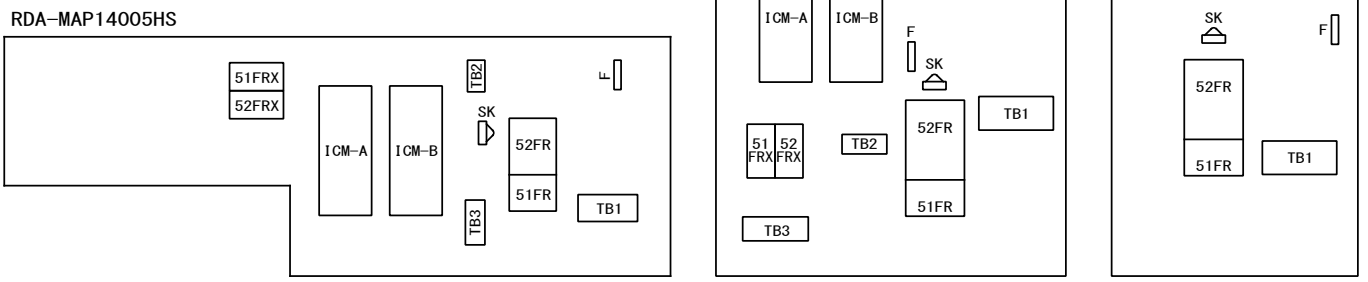 RDA-MAP14005HS
51FRX
52FRX
ICM-A
ICM-B
TB2
SK
F
52FR
51FR
TB3
TB1
ICM-A
ICM-B
F
SK
52FR
TB1
51
FRX
52
FRX
TB2
51FR
TB3
SK
F
52FR
51FR
TB1